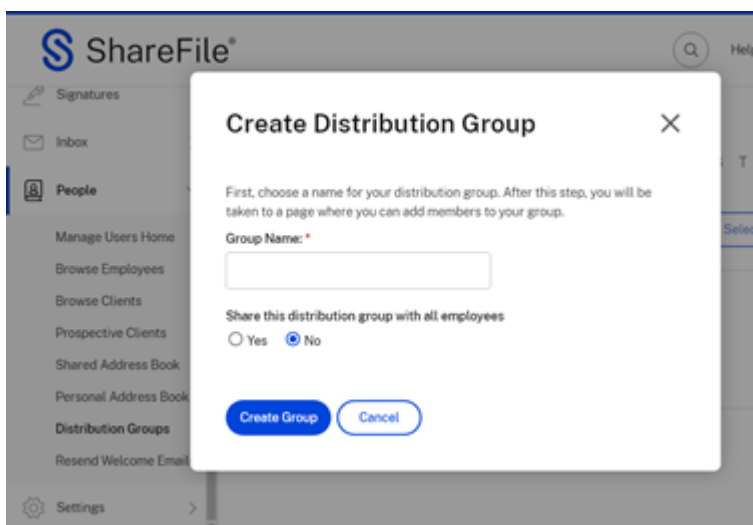 ShareFile®
Help
Signatures
Inbox
People
Manage Users Home
Browse Employees
Browse Clients
Prospective Clients
Shared Address Book
Personal Address Book
Distribution Groups
Resend Welcome Email
Settings
Create Distribution Group
First, choose a name for your distribution group. After this step, you will be
taken to a page where you can add members to your group.
Group Name: *
Share this distribution group with all employees
Yes No
Create Group Cancel
T
Selec